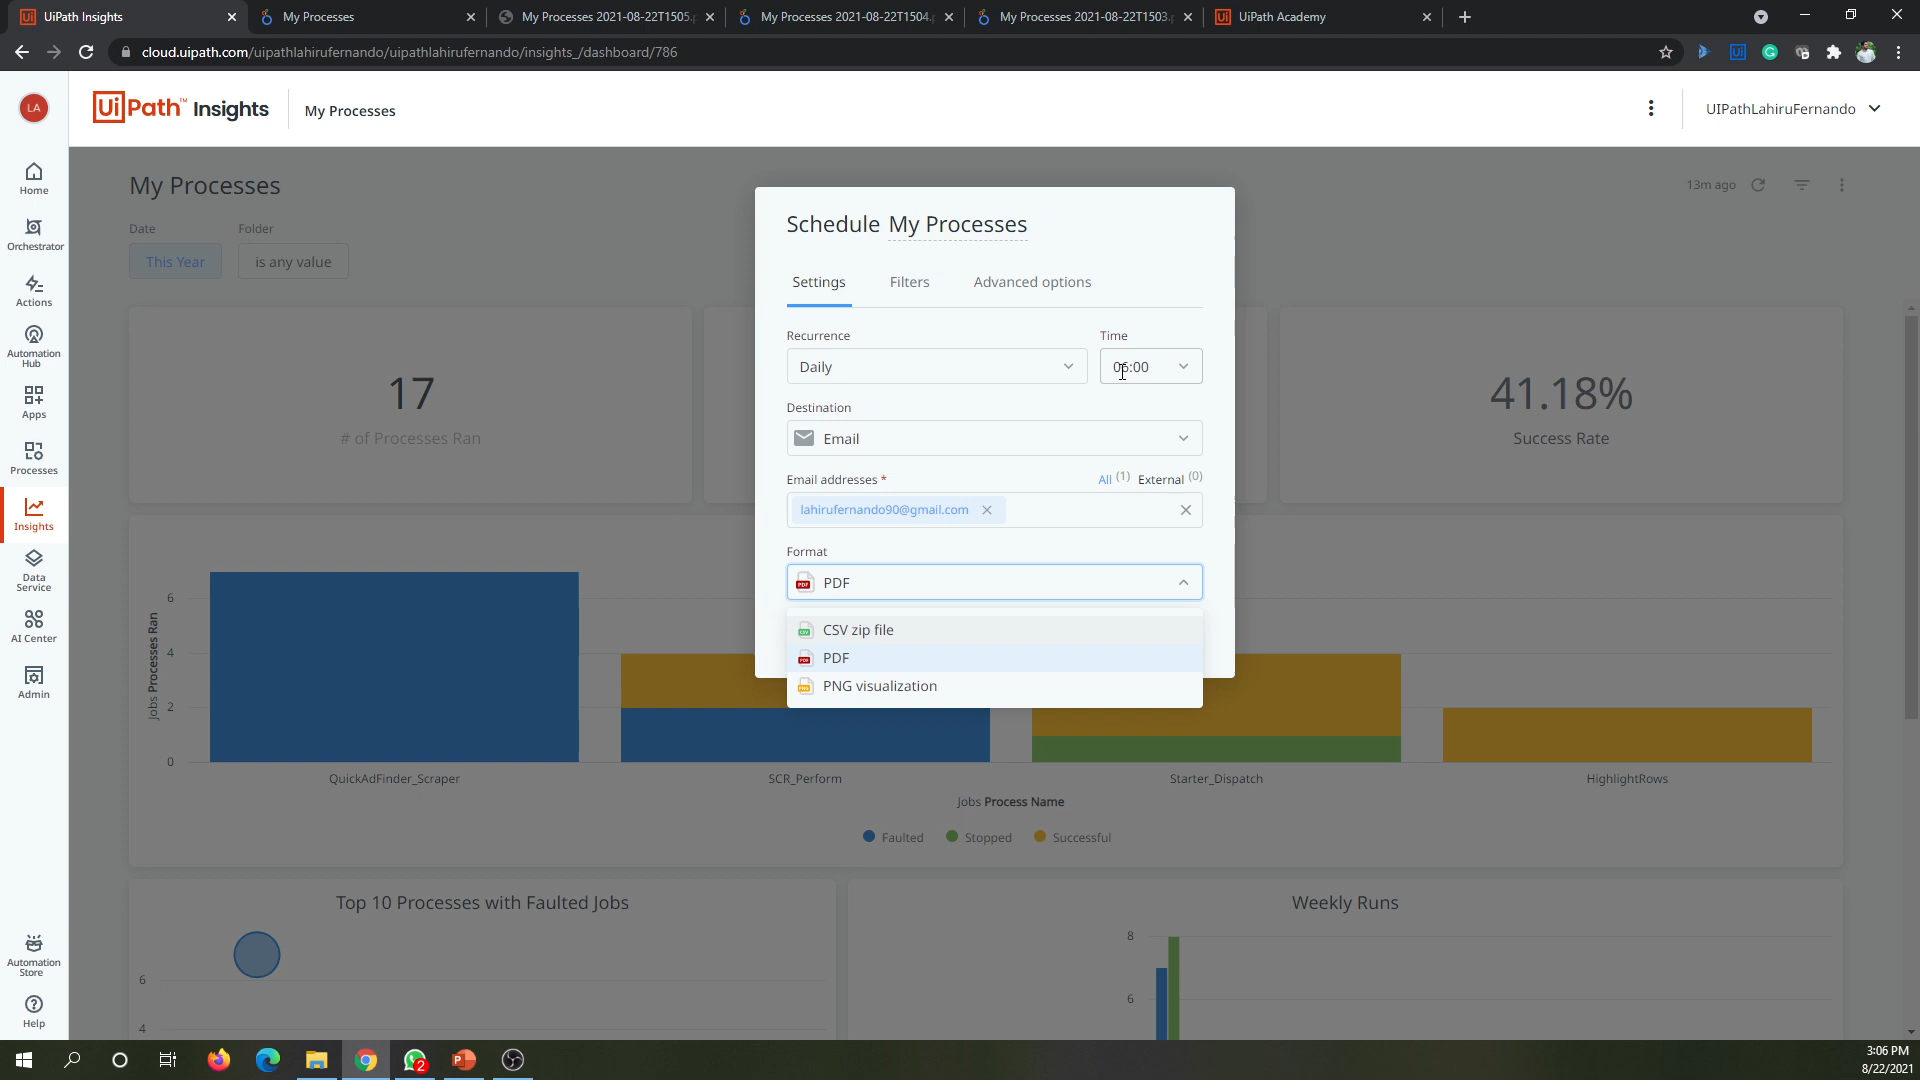 UiPath Insights
My Processes
My Processes 2021-08-22T1505.
My Processes 2021-08-22T1504.
My Processes 2021-08-22T1503.
UiPath Academy
cloud.uipath.com/uipathlahirufernando/uipathlahirufernando/insights_/dashboard/786
LA
UiPath™ Insights
My Processes
UIPathLahiruFernando
Home
Orchestrator
Actions
Automation
Hub
Apps
Processes
Insights
Data
Service
AI Center
Admin
Automation
Store
Help
My Processes
13m ago
Date
Folder
This Year
is any value
17
# of Processes Ran
41.18%
Success Rate
Schedule My Processes
Settings
Filters
Advanced options
Recurrence
Time
Daily
06:00
Destination
Email
Email addresses *
All (1) External (0)
lahirufernando90@gmail.com
Format
PDF
CSV zip file
PDF
PNG visualization
Jobs Processes Ran
6
4
2
0
QuickAdFinder_Scraper
SCR_Perform
Starter_Dispatch
HighlightRows
Jobs Process Name
Faulted
Stopped
Successful
Top 10 Processes with Faulted Jobs
6
4
Weekly Runs
8
6
2
3:06 PM
8/22/2021